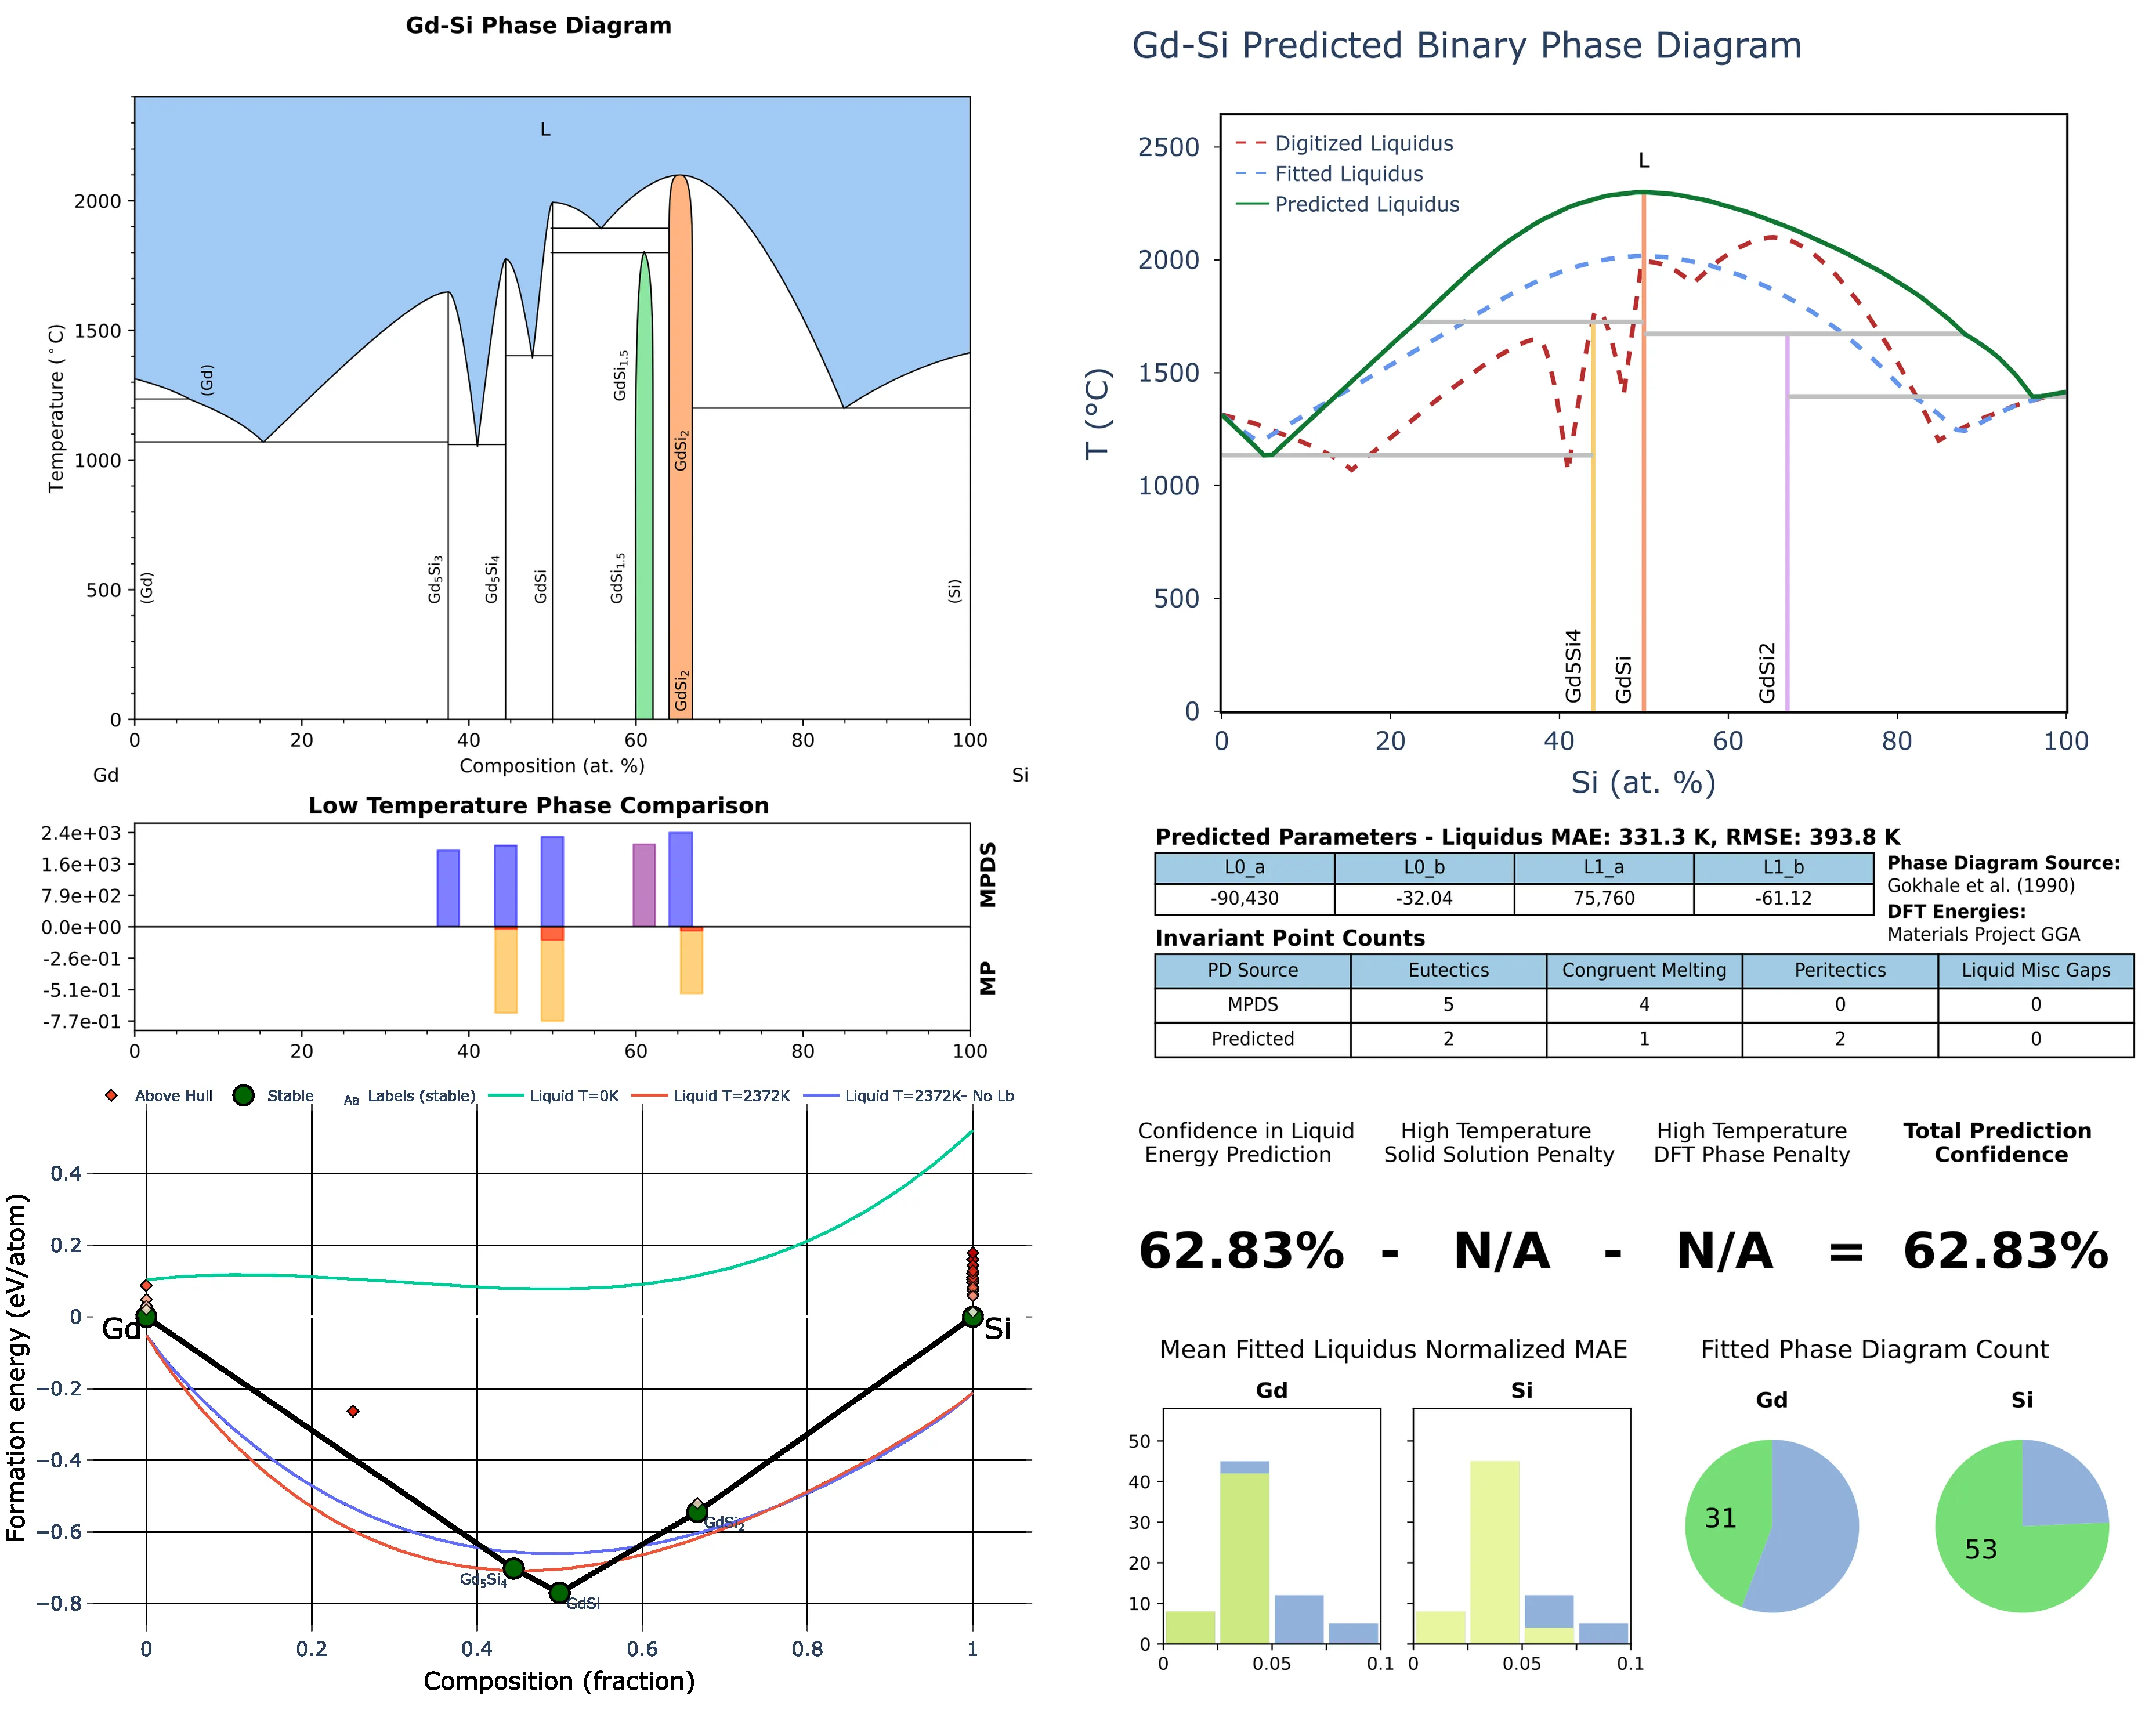 Gd-Si Phase Diagram
L
Temperature (°C)
2000
1500
1000
500
0
(Gd)
(Gd)
Gd5Si3
Gd5Si4
GdSi
GdSi1.5
GdSi1.5
GdSi2
GdSi2
(Si)
0 20 40 60 80 100
Composition (at. %)
Gd Si
Low Temperature Phase Comparison
2.4e+03
1.6e+03
7.9e+02
0.0e+00
-2.6e-01
-5.1e-01
-7.7e-01
MPDS
MP
0 20 40 60 80 100
Above Hull Stable Aa Labels (stable) Liquid T=0K Liquid T=2372K Liquid T=2372K- No Lb
Formation energy (eV/atom)
0.4
0.2
0
−0.2
−0.4
−0.6
−0.8
Gd
Si
GdSi2
Gd5Si4
GdSi
0 0.2 0.4 0.6 0.8 1
Composition (fraction)
Gd-Si Predicted Binary Phase Diagram
Digitized Liquidus
Fitted Liquidus
Predicted Liquidus
L
T (°C)
2500
2000
1500
1000
500
0
Gd5Si4
GdSi
GdSi2
0 20 40 60 80 100
Si (at. %)
Predicted Parameters - Liquidus MAE: 331.3 K, RMSE: 393.8 K
L0_a L0_b L1_a L1_b
-90,430 -32.04 75,760 -61.12
Phase Diagram Source:
Gokhale et al. (1990)
DFT Energies:
Materials Project GGA
Invariant Point Counts
PD Source Eutectics Congruent Melting Peritectics Liquid Misc Gaps
MPDS 5 4 0 0
Predicted 2 1 2 0
Confidence in Liquid
Energy Prediction
High Temperature
Solid Solution Penalty
High Temperature
DFT Phase Penalty
Total Prediction
Confidence
62.83% - N/A - N/A = 62.83%
Mean Fitted Liquidus Normalized MAE
Gd
Si
50
40
30
20
10
0
0 0.05 0.1
0 0.05 0.1
Fitted Phase Diagram Count
Gd
Si
31
53